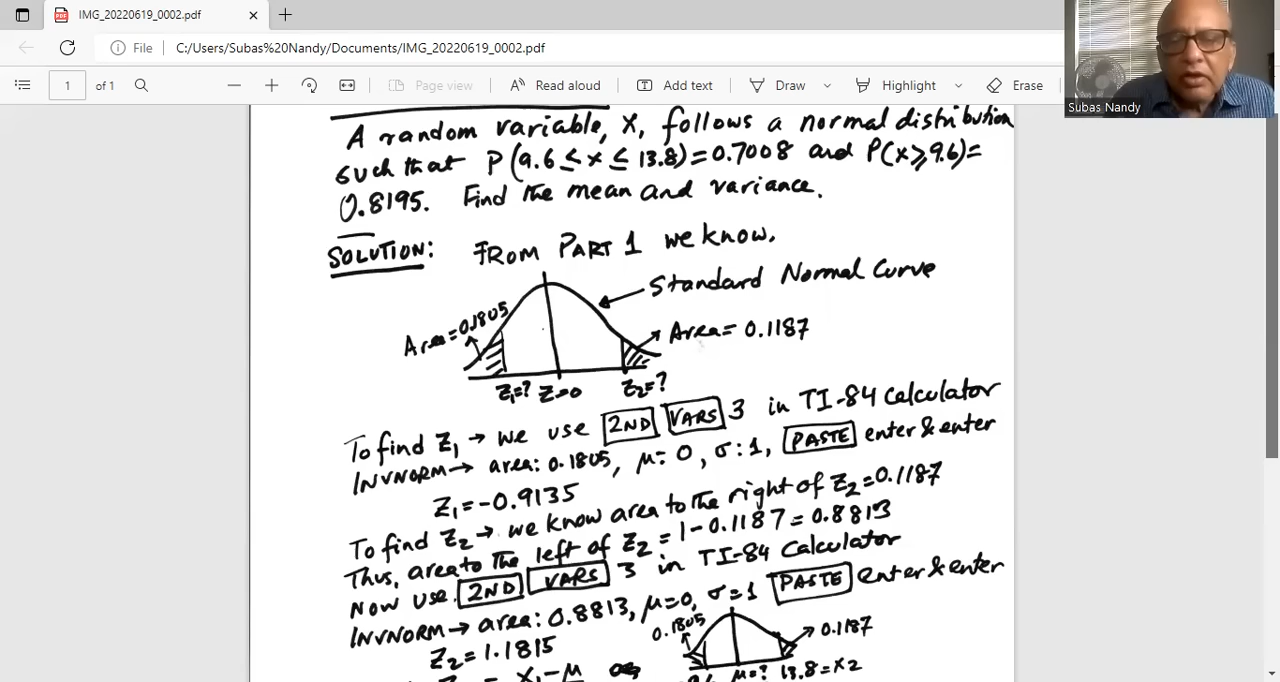 IMG_20220619_0002.pdf
File C:/Users/Subas%20Nandy/Documents/IMG_20220619_0002.pdf
1 of 1 Page view Read aloud Add text Draw Highlight Erase
Subas Nandy
A random variable, X, follows a normal distribution
such that P(9.6 ≤ x ≤ 13.8) = 0.7008 and P(x ≥ 9.6) =
0.8195. Find the mean and variance.
SOLUTION: FROM PART 1 we know,
Standard Normal Curve
Area = 0.1805
Area = 0.1187
Z1=? Z=0 Z2=?
To find Z1 → we use 2ND VARS 3 in TI-84 calculator
INVNORM → area: 0.1805, μ: 0, σ: 1, PASTE enter & enter
Z1 = -0.9135
To find Z2 → we know area to the right of Z2 = 0.1187
Thus, area to the left of Z2 = 1 - 0.1187 = 0.8813
Now use 2ND VARS 3 in TI-84 Calculator
INVNORM → area: 0.8813, μ=0, σ=1 PASTE enter & enter
Z2 = 1.1815
0.1805
0.1187
μ=? 13.8=X2
X1-μ